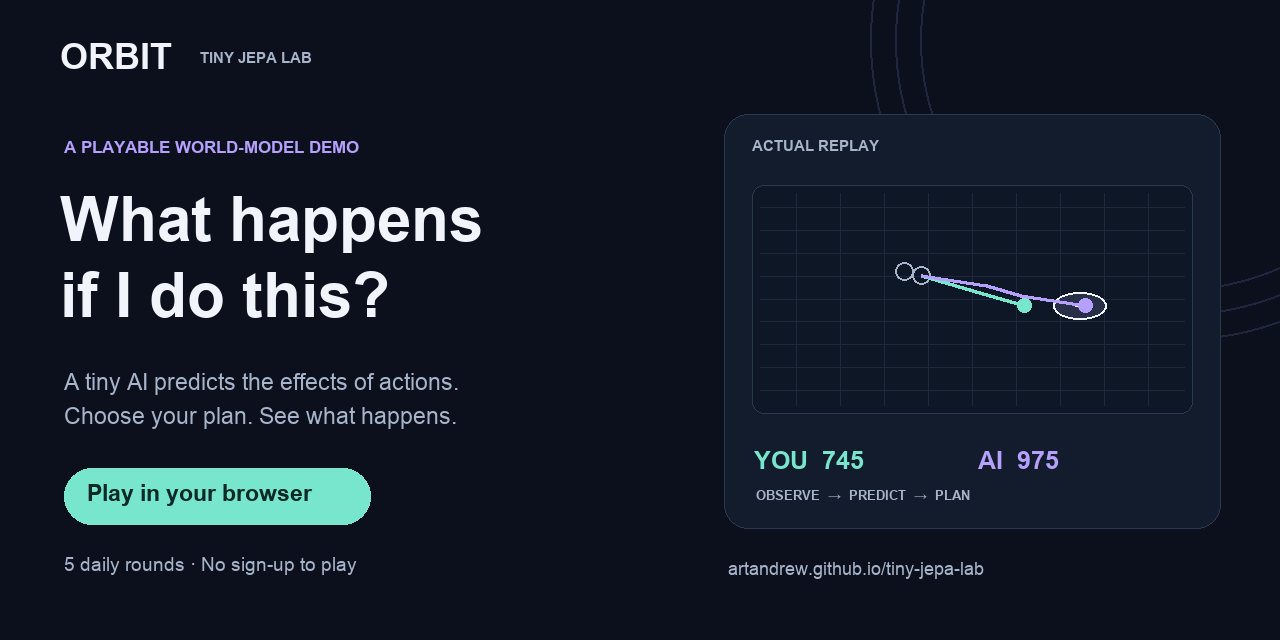 ORBIT TINY JEPA LAB
A PLAYABLE WORLD-MODEL DEMO
What happens
if I do this?
A tiny AI predicts the effects of actions.
Choose your plan. See what happens.
Play in your browser
5 daily rounds · No sign-up to play
ACTUAL REPLAY
YOU 745 AI 975
OBSERVE → PREDICT → PLAN
artandrew.github.io/tiny-jepa-lab